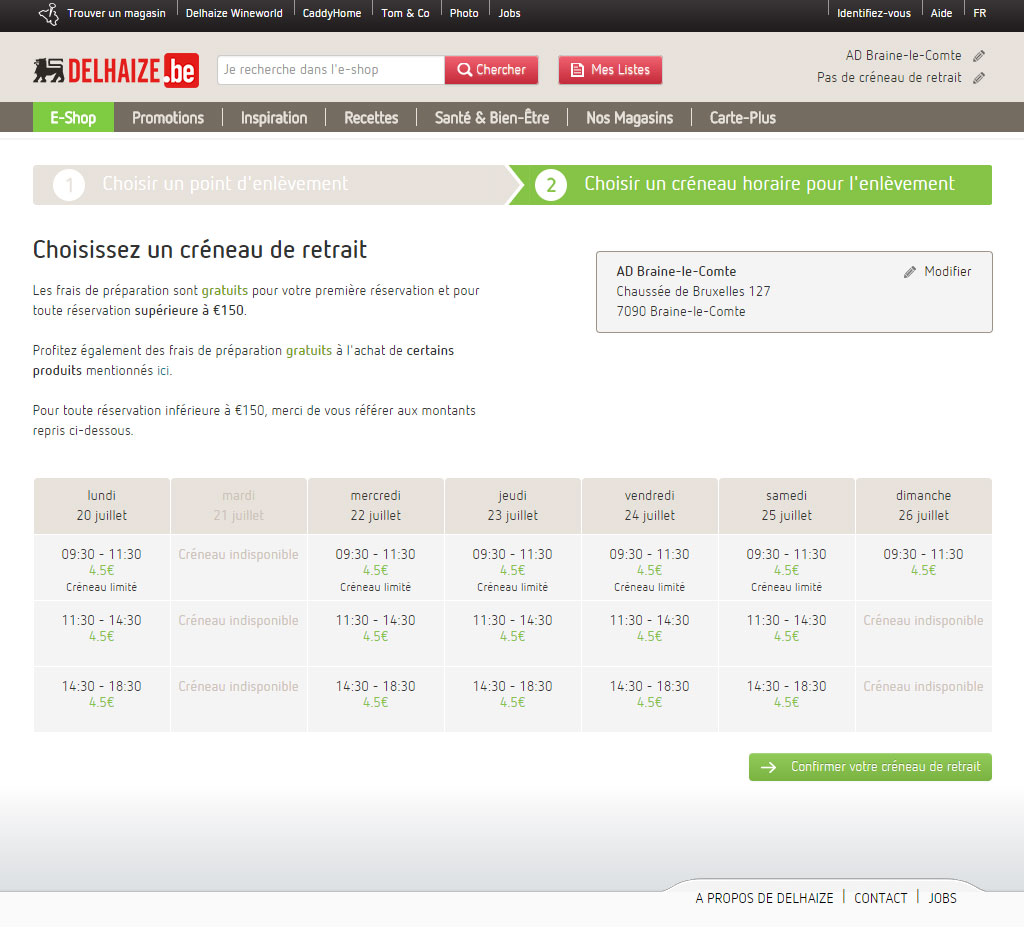 Trouver un magasin Delhaize Wineworld CaddyHome Tom & Co Photo Jobs Identifiez-vous Aide FR
DELHAIZE.be
Je recherche dans l'e-shop Chercher Mes Listes
AD Braine-le-Comte
Pas de créneau de retrait
E-Shop Promotions Inspiration Recettes Santé & Bien-Être Nos Magasins Carte-Plus
1 Choisir un point d'enlèvement 2 Choisir un créneau horaire pour l'enlèvement
Choisissez un créneau de retrait
Les frais de préparation sont gratuits pour votre première réservation et pour
toute réservation supérieure à €150.
Profitez également des frais de préparation gratuits à l'achat de certains
produits mentionnés ici.
Pour toute réservation inférieure à €150, merci de vous référer aux montants
repris ci-dessous.
AD Braine-le-Comte Modifier
Chaussée de Bruxelles 127
7090 Braine-le-Comte
lundi mardi mercredi jeudi vendredi samedi dimanche
20 juillet 21 juillet 22 juillet 23 juillet 24 juillet 25 juillet 26 juillet
09:30 - 11:30 Créneau indisponible 09:30 - 11:30 09:30 - 11:30 09:30 - 11:30 09:30 - 11:30 09:30 - 11:30
4.5€ 4.5€ 4.5€ 4.5€ 4.5€ 4.5€
Créneau limité Créneau limité Créneau limité Créneau limité Créneau limité
11:30 - 14:30 Créneau indisponible 11:30 - 14:30 11:30 - 14:30 11:30 - 14:30 11:30 - 14:30 Créneau indisponible
4.5€ 4.5€ 4.5€ 4.5€ 4.5€
14:30 - 18:30 Créneau indisponible 14:30 - 18:30 14:30 - 18:30 14:30 - 18:30 14:30 - 18:30 Créneau indisponible
4.5€ 4.5€ 4.5€ 4.5€ 4.5€
Confirmer votre créneau de retrait
A PROPOS DE DELHAIZE CONTACT JOBS